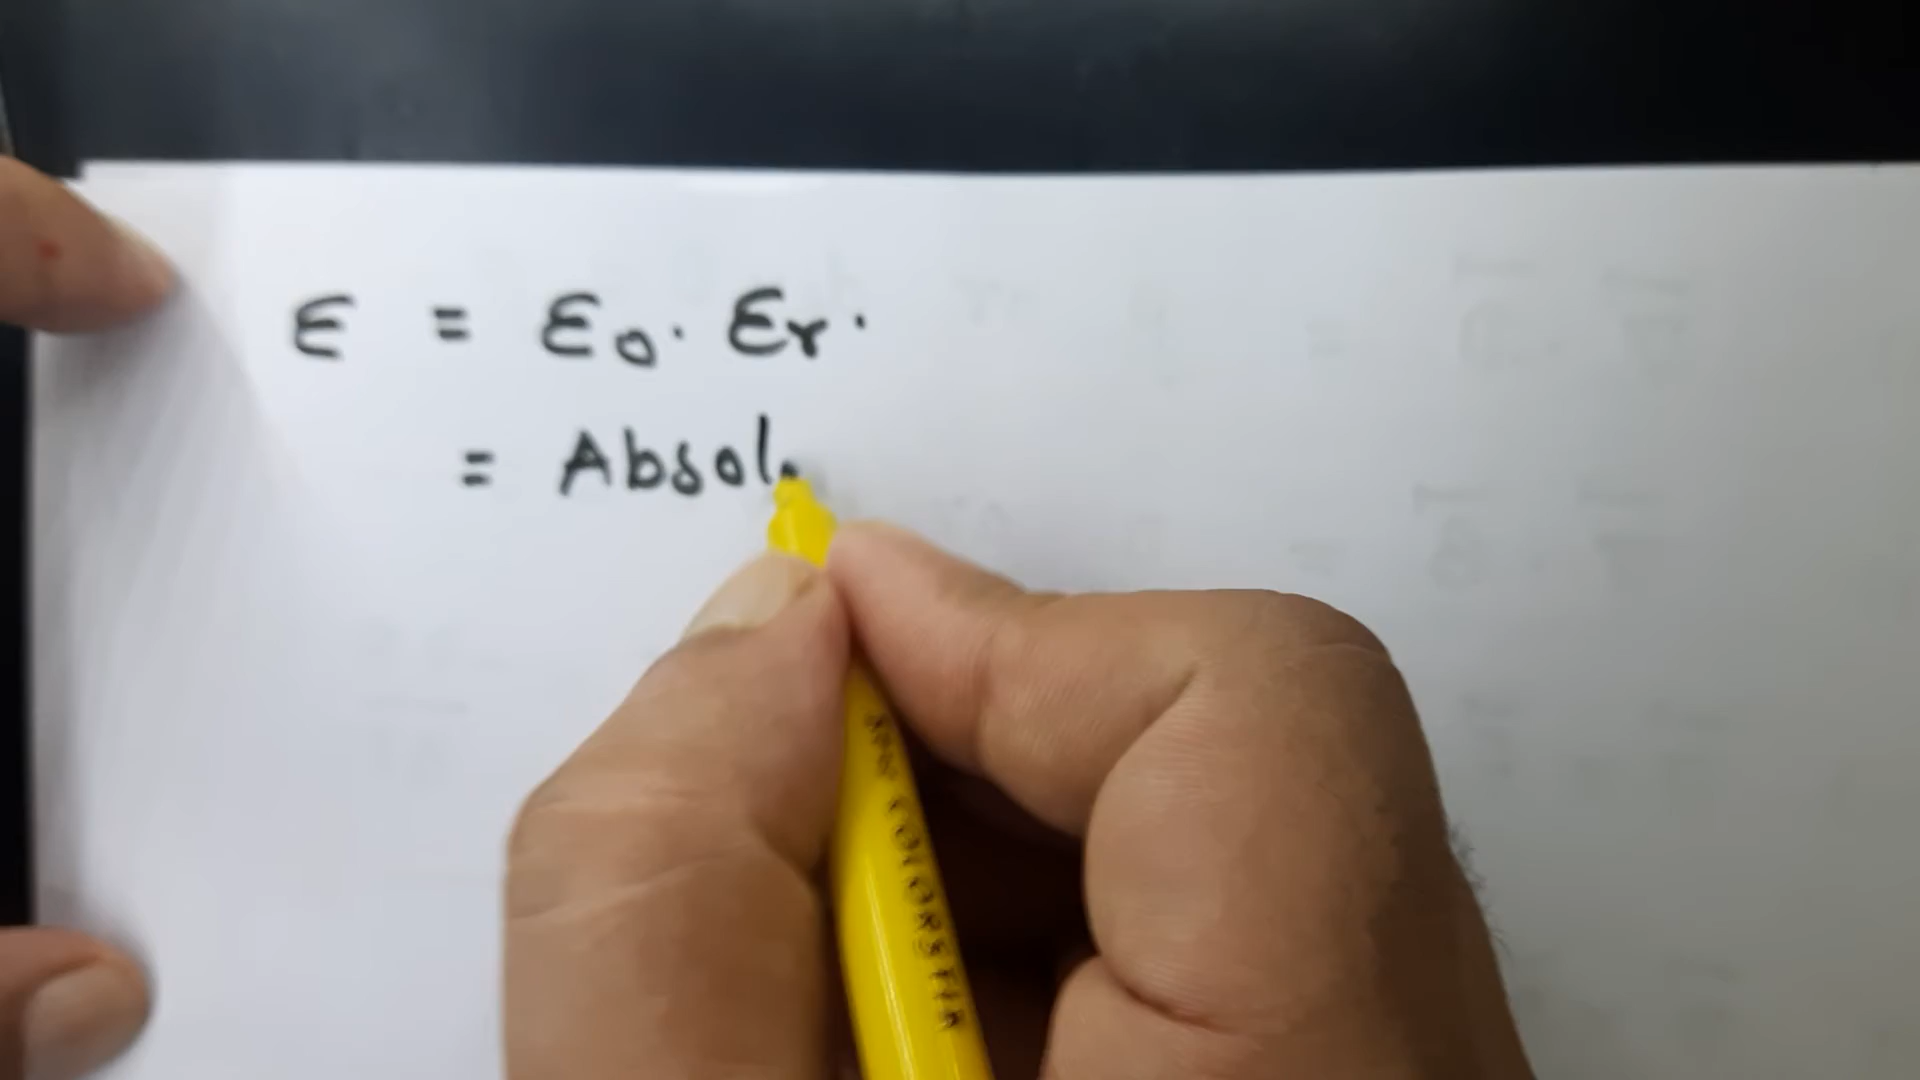 ε = ε0. εr.
= Absol